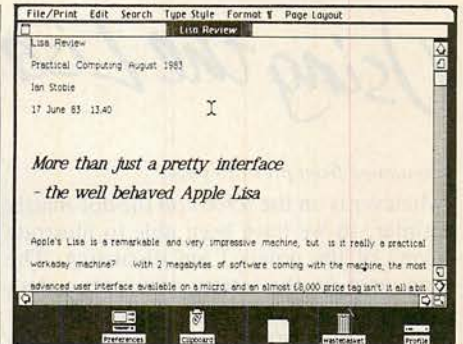 File/Print Edit Search Type Style Format ¶ Page Layout
Lisa Review
Lisa Review
Practical Computing August 1983
Ian Stobie
17 June 83 13.40
More than just a pretty interface
- the well behaved Apple Lisa
Apple's Lisa is a remarkable and very impressive machine, but is it really a practical
workaday machine? With 2 megabytes of software coming with the machine, the most
advanced user interface available on a micro, and an almost £8,000 price tag isn't it all a bit
Preferences Clipboard Wastebasket Profile